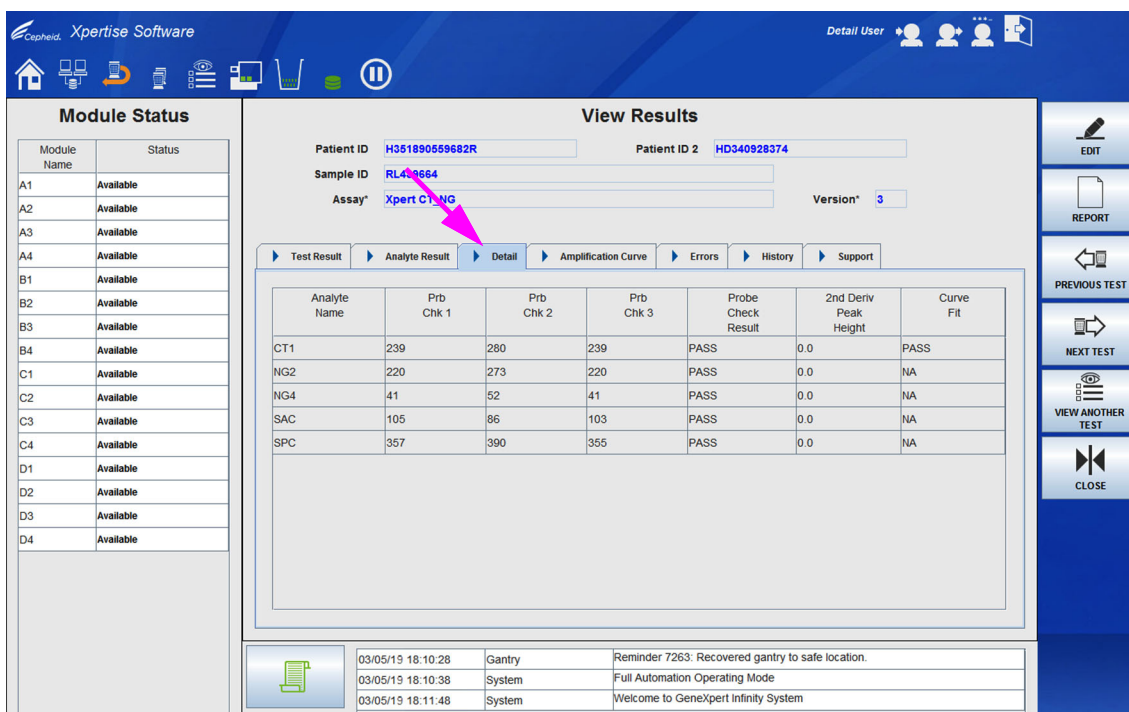 Cepheid. Xpertise Software
Detail User
Module Status
Module Name Status
A1 Available
A2 Available
A3 Available
A4 Available
B1 Available
B2 Available
B3 Available
B4 Available
C1 Available
C2 Available
C3 Available
C4 Available
D1 Available
D2 Available
D3 Available
D4 Available
View Results
Patient ID H351890559682R Patient ID 2 HD340928374
Sample ID RL439664
Assay* Xpert CT_NG Version* 3
Test Result Analyte Result Detail Amplification Curve Errors History Support
Analyte Name Prb Chk 1 Prb Chk 2 Prb Chk 3 Probe Check Result 2nd Deriv Peak Height Curve Fit
CT1 239 280 239 PASS 0.0 PASS
NG2 220 273 220 PASS 0.0 NA
NG4 41 52 41 PASS 0.0 NA
SAC 105 86 103 PASS 0.0 NA
SPC 357 390 355 PASS 0.0 NA
03/05/19 18:10:28 Gantry Reminder 7263: Recovered gantry to safe location.
03/05/19 18:10:38 System Full Automation Operating Mode
03/05/19 18:11:48 System Welcome to GeneXpert Infinity System
EDIT
REPORT
PREVIOUS TEST
NEXT TEST
VIEW ANOTHER
TEST
CLOSE